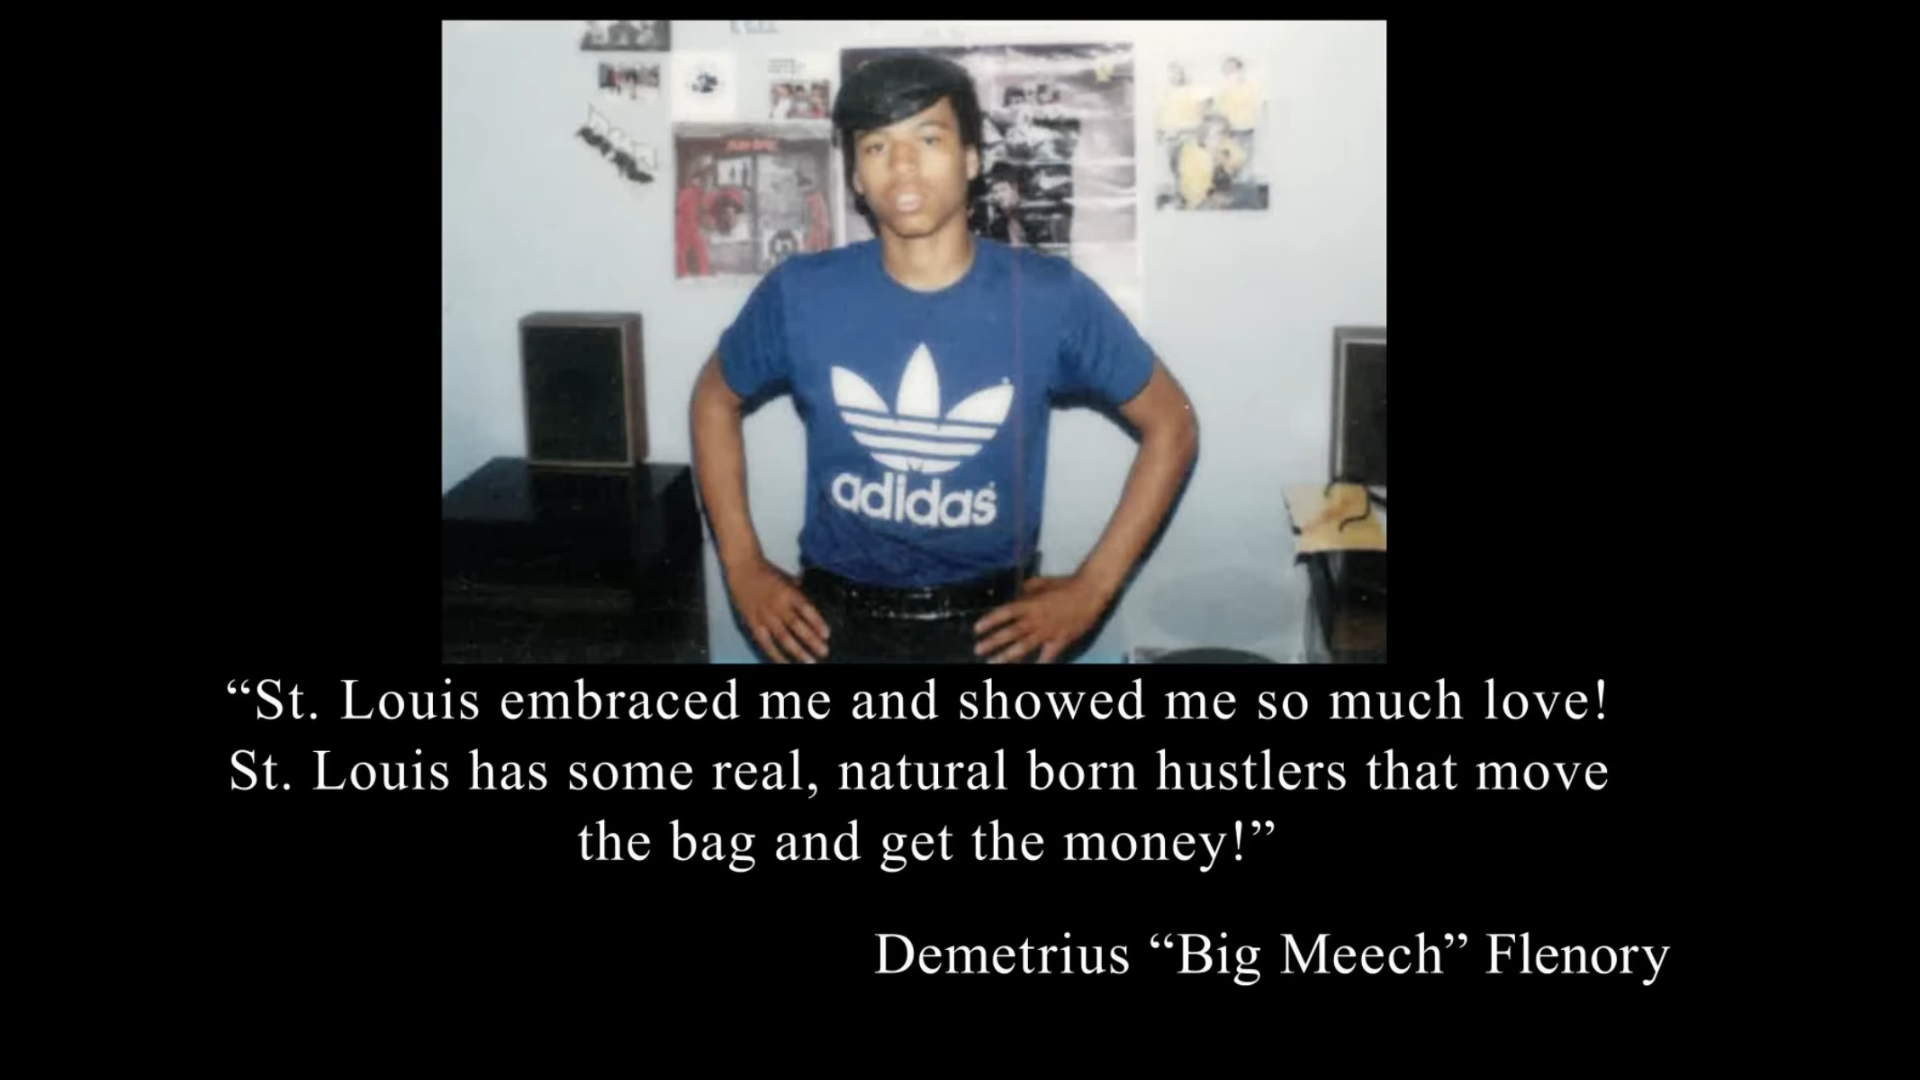 adidas
“St. Louis embraced me and showed me so much love!
St. Louis has some real, natural born hustlers that move
the bag and get the money!”
Demetrius “Big Meech” Flenory